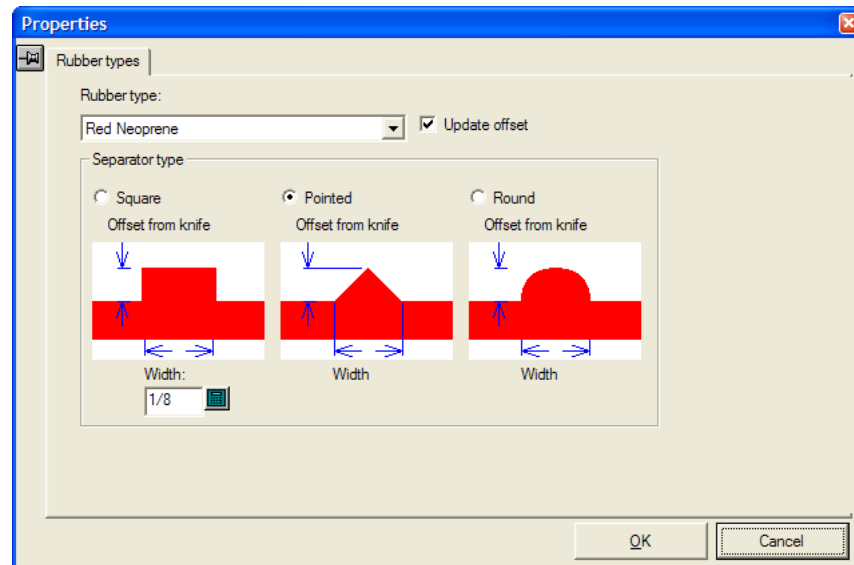 Properties
Rubber types
Rubber type:
Red Neoprene
Update offset
Separator type
Square Pointed Round
Offset from knife Offset from knife Offset from knife
Width: Width Width
1/8
OK Cancel